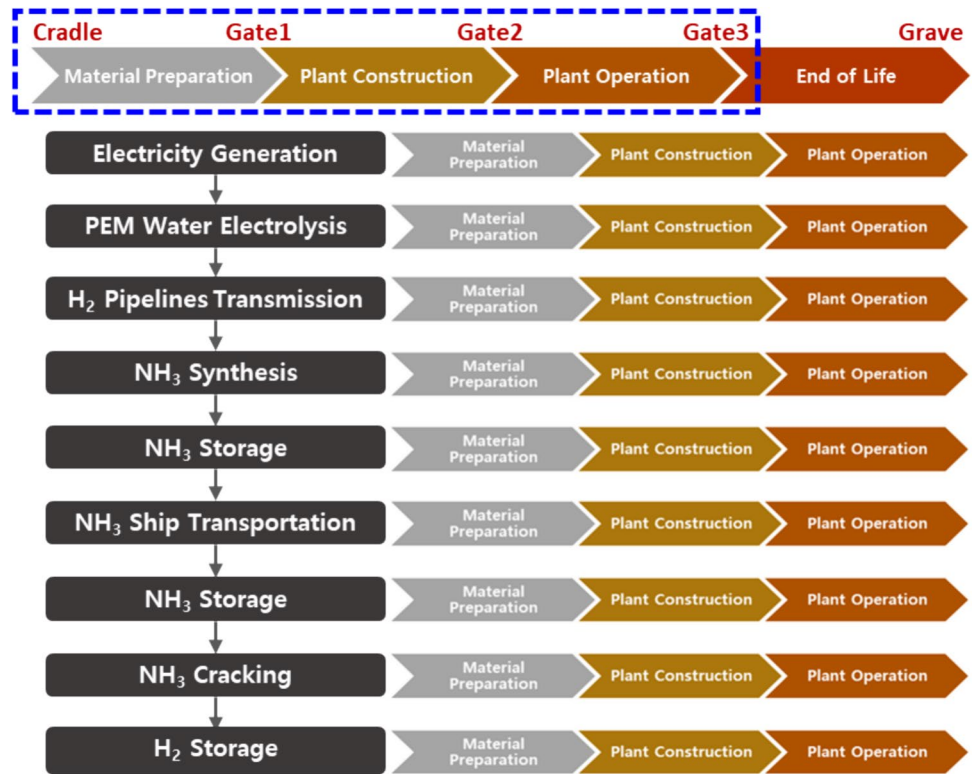 Cradle Gate1 Gate2 Gate3 Grave
Material Preparation Plant Construction Plant Operation End of Life
Electricity Generation
Material
Preparation
Plant Construction
Plant Operation
PEM Water Electrolysis
Material
Preparation
Plant Construction
Plant Operation
H₂ Pipelines Transmission
Material
Preparation
Plant Construction
Plant Operation
NH₃ Synthesis
Material
Preparation
Plant Construction
Plant Operation
NH₃ Storage
Material
Preparation
Plant Construction
Plant Operation
NH₃ Ship Transportation
Material
Preparation
Plant Construction
Plant Operation
NH₃ Storage
Material
Preparation
Plant Construction
Plant Operation
NH₃ Cracking
Material
Preparation
Plant Construction
Plant Operation
H₂ Storage
Material
Preparation
Plant Construction
Plant Operation